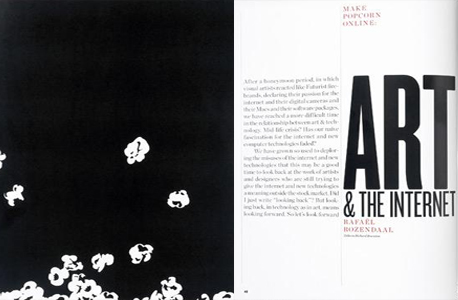 MAKE
POPCORN
ONLINE:
After a honeymoon period, in which
visual artists reacted like Futurist fire-
brands, declaring their passion for the
internet and their digital cameras and
their Macs and their software packages,
we have reached a more difficult time
in the relationship between art & tech-
nology. Mid-life crisis? Has our naive
fascination for the internet and new
computer technologies faded?
We have grown so used to deplor-
ing the misuses of the internet and new
technologies that this may be a good
time to look back at the work of artists
and designers who are still trying to
give the internet and new technologies
a meaning outside the stock market. Did
I just write "looking back"? But look-
ing back, in technology as in art, means
looking forward. So let's look forward
ART
& THE INTERNET
RAFAËL
ROZENDAAL